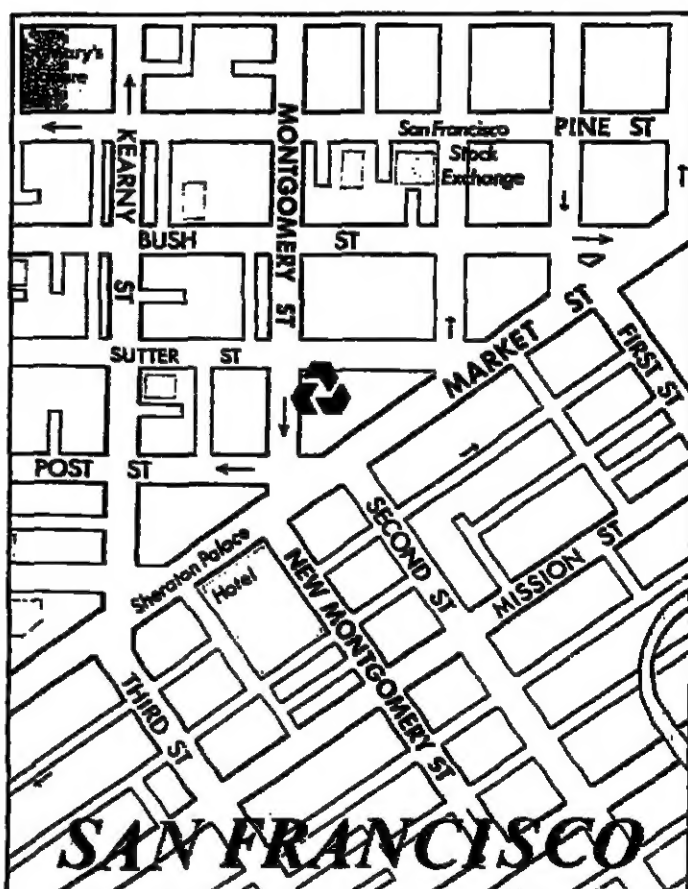 Mary's
San Francisco
Stock
Exchange
PINE ST
KEARNY ST
MONTGOMERY ST
BUSH ST
SUTTER ST
MARKET ST
FIRST ST
POST ST
SECOND ST
MISSION ST
Sheraton Palace
Hotel
NEW MONTGOMERY ST
THIRD ST
SAN FRANCISCO